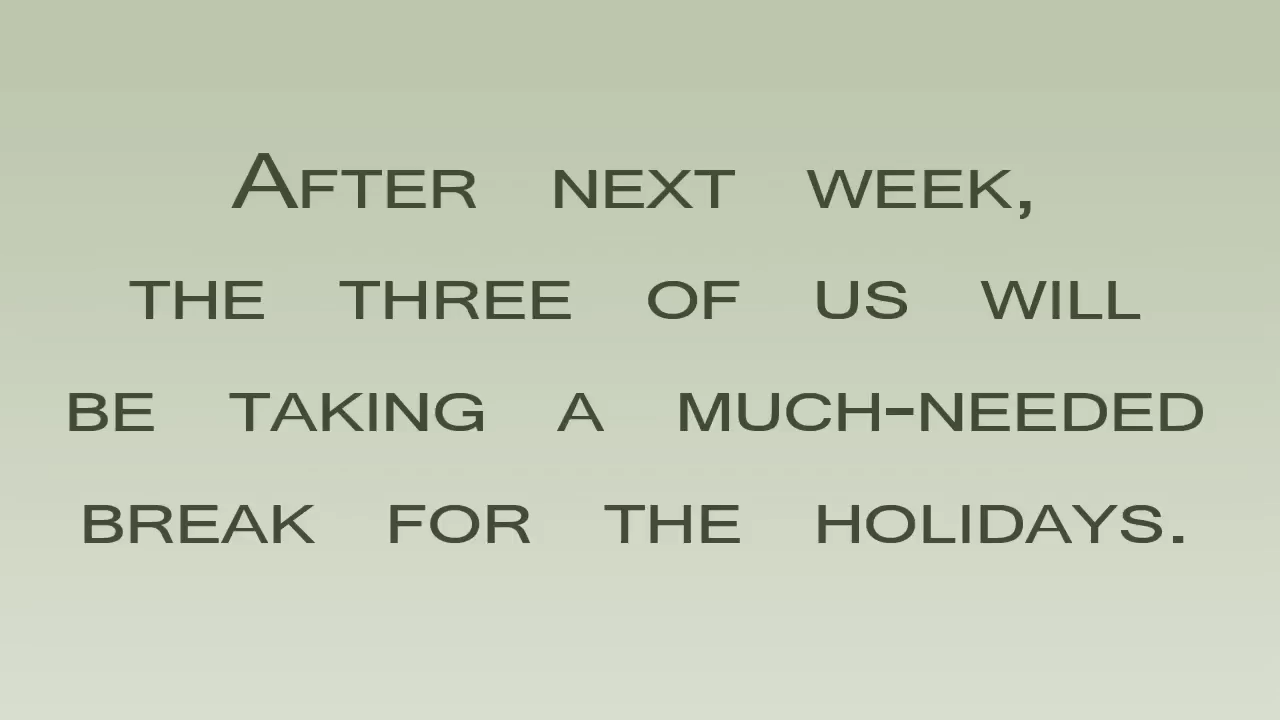 After next week,
the three of us will
be taking a much-needed
break for the holidays.